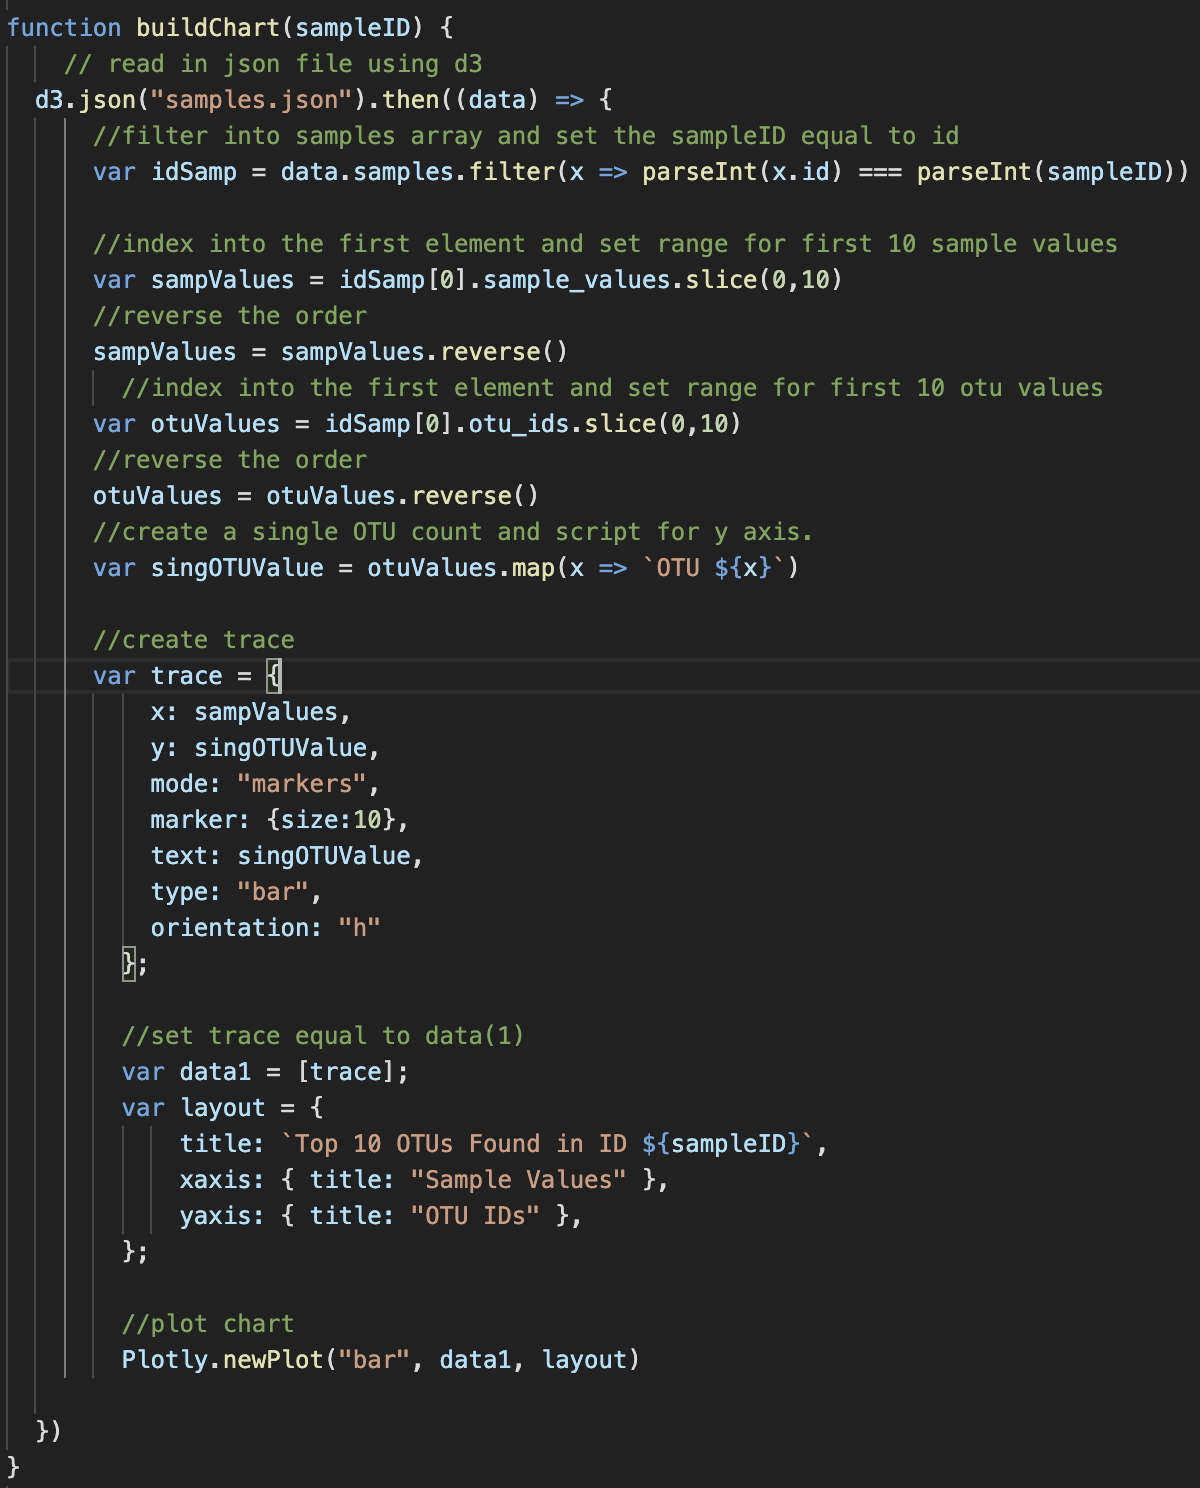 function buildChart(sampleID) {
    // read in json file using d3
  d3.json("samples.json").then((data) => {
      //filter into samples array and set the sampleID equal to id
      var idSamp = data.samples.filter(x => parseInt(x.id) === parseInt(sampleID))

      //index into the first element and set range for first 10 sample values
      var sampValues = idSamp[0].sample_values.slice(0,10)
      //reverse the order
      sampValues = sampValues.reverse()
        //index into the first element and set range for first 10 otu values
      var otuValues = idSamp[0].otu_ids.slice(0,10)
      //reverse the order
      otuValues = otuValues.reverse()
      //create a single OTU count and script for y axis.
      var singOTUValue = otuValues.map(x => `OTU ${x}`)

      //create trace
      var trace = {
          x: sampValues,
          y: singOTUValue,
          mode: "markers",
          marker: {size:10},
          text: singOTUValue,
          type: "bar",
          orientation: "h"
        };

        //set trace equal to data(1)
        var data1 = [trace];
        var layout = {
            title: `Top 10 OTUs Found in ID ${sampleID}`,
            xaxis: { title: "Sample Values" },
            yaxis: { title: "OTU IDs" },
        };

        //plot chart
        Plotly.newPlot("bar", data1, layout)

  })
}